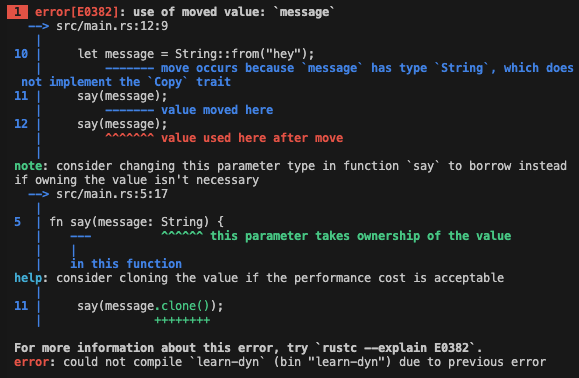 1 error[E0382]: use of moved value: `message`
--> src/main.rs:12:9
|
10 | let message = String::from("hey");
| ------- move occurs because `message` has type `String`, which does
not implement the `Copy` trait
11 | say(message);
| ------- value moved here
12 | say(message);
| ^^^^^^^ value used here after move
|
note: consider changing this parameter type in function `say` to borrow instead
if owning the value isn't necessary
--> src/main.rs:5:17
|
5 | fn say(message: String) {
| --- ^^^^^^ this parameter takes ownership of the value
| |
| in this function
help: consider cloning the value if the performance cost is acceptable
|
11 | say(message.clone());
| ++++++++
For more information about this error, try `rustc --explain E0382`.
error: could not compile `learn-dyn` (bin "learn-dyn") due to previous error